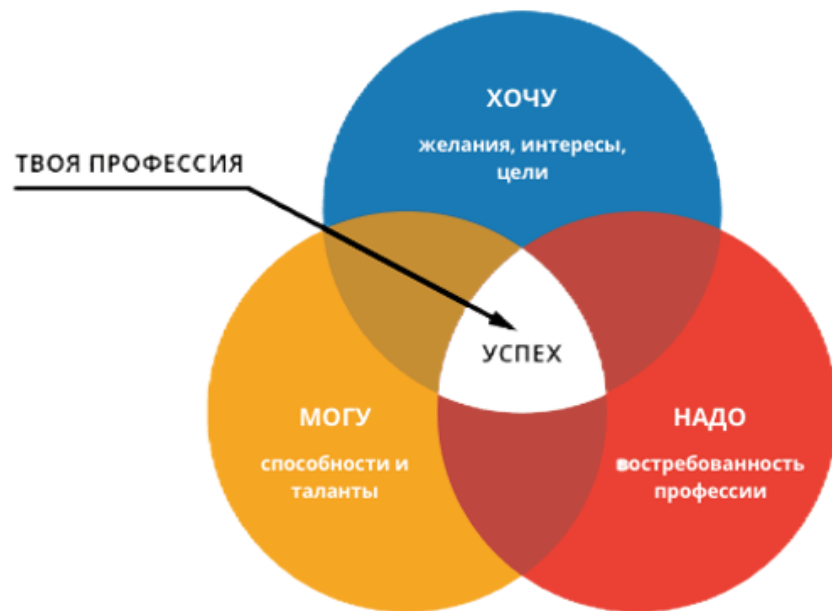 ХОЧУ
желания, интересы,
цели
ТВОЯ ПРОФЕССИЯ
УСПЕХ
МОГУ
способности и
таланты
НАДО
востребованность
профессии